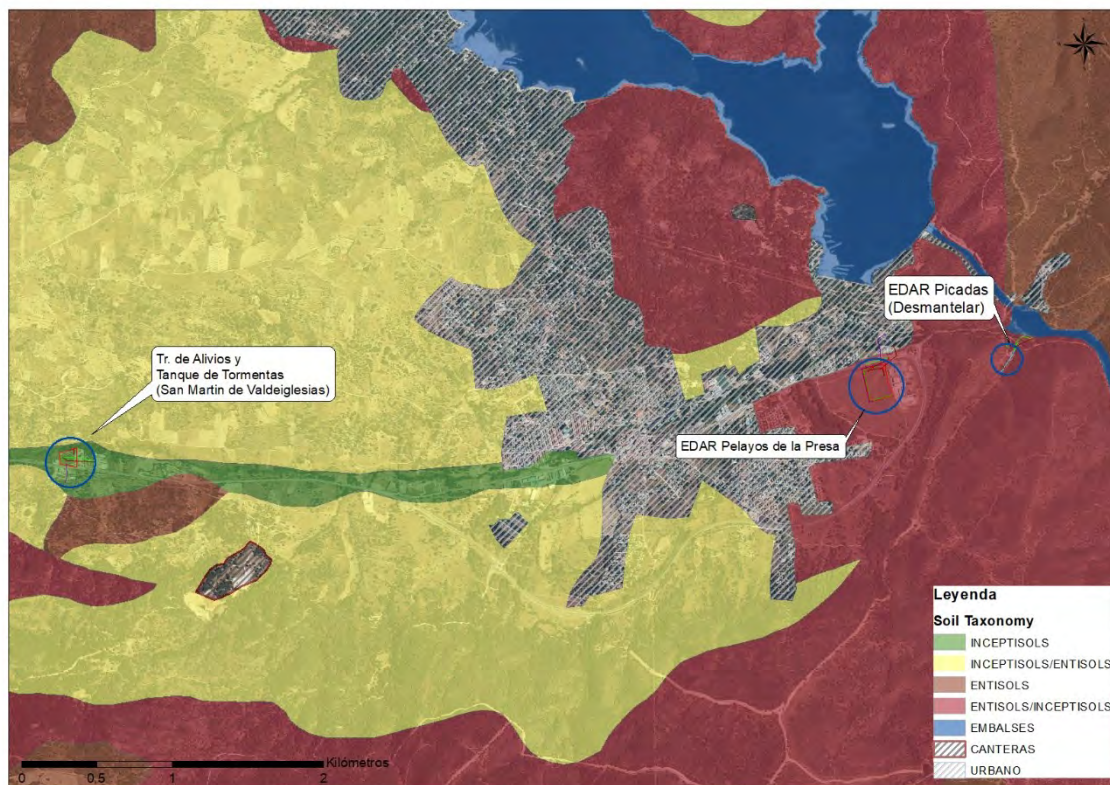 EDAR Picadas
(Desmantelar)
Tr. de Alivios y
Tanque de Tormentas
(San Martin de Valdeiglesias)
EDAR Pelayos de la Presa
Leyenda
Soil Taxonomy
INCEPTISOLS
INCEPTISOLS/ENTISOLS
ENTISOLS
ENTISOLS/INCEPTISOLS
EMBALSES
CANTERAS
URBANO
Kilómetros
0 0.5 1 2